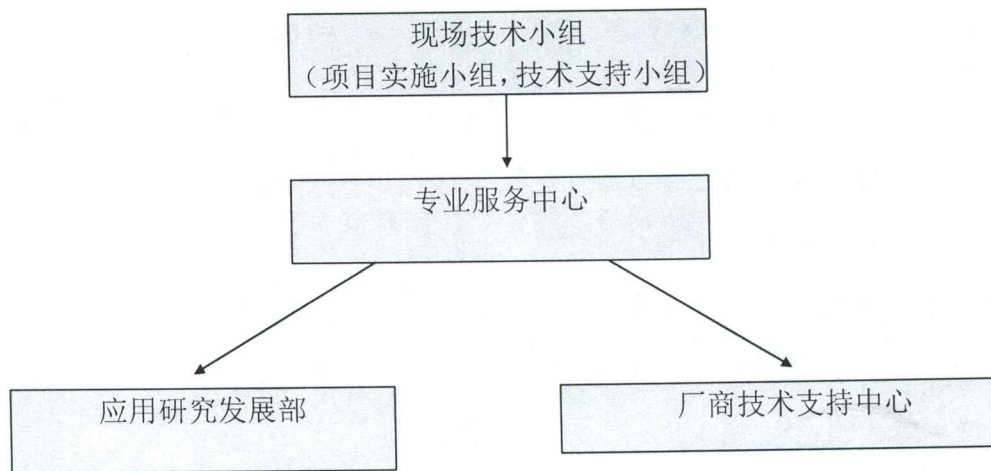 现场技术小组
（项目实施小组,技术支持小组）
专业服务中心
应用研究发展部
厂商技术支持中心